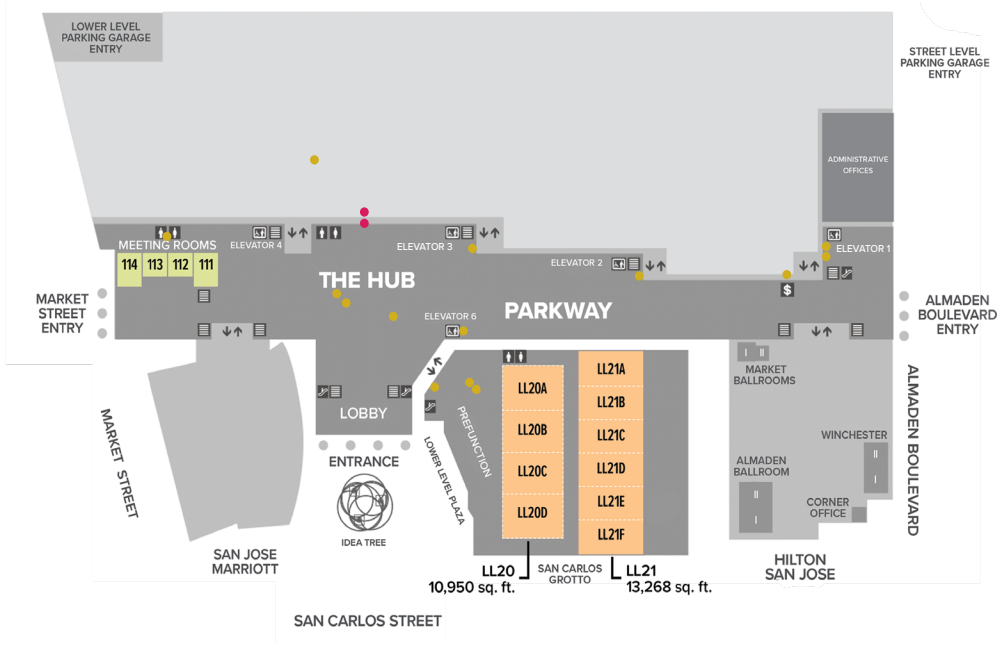 LOWER LEVEL
PARKING GARAGE
ENTRY
STREET LEVEL
PARKING GARAGE
ENTRY
ADMINISTRATIVE
OFFICES
MEETING ROOMS
ELEVATOR 4
ELEVATOR 3
ELEVATOR 2
ELEVATOR 1
114
113
112
111
THE HUB
PARKWAY
$
MARKET
STREET
ENTRY
ALMADEN
BOULEVARD
ENTRY
ELEVATOR 6
LOBBY
ENTRANCE
IDEA TREE
MARKET STREET
SAN JOSE
MARRIOTT
LOWER LEVEL PLAZA
PREFUNCTION
LL20A
LL20B
LL20C
LL20D
LL21A
LL21B
LL21C
LL21D
LL21E
LL21F
LL20
10,950 sq. ft.
SAN CARLOS
GROTTO
LL21
13,268 sq. ft.
I II
MARKET
BALLROOMS
ALMADEN
BALLROOM
II
I
WINCHESTER
II
I
CORNER
OFFICE
HILTON
SAN JOSE
ALMADEN BOULEVARD
SAN CARLOS STREET